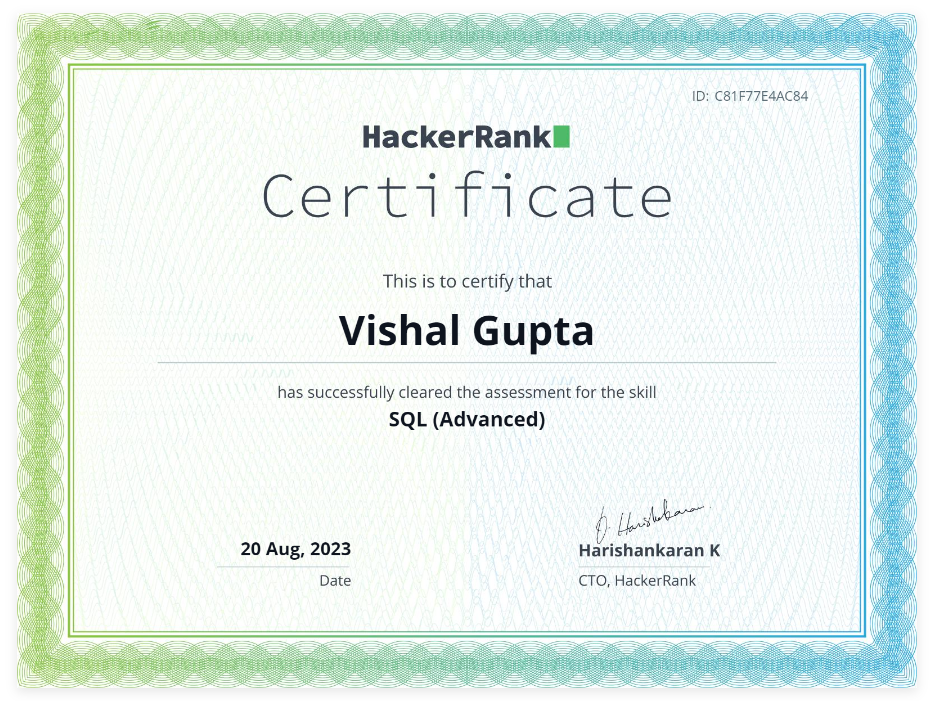 ID: C81F77E4AC84
HackerRank
Certificate
This is to certify that
Vishal Gupta
has successfully cleared the assessment for the skill
SQL (Advanced)
20 Aug, 2023
Date
Harishankaran K
CTO, HackerRank